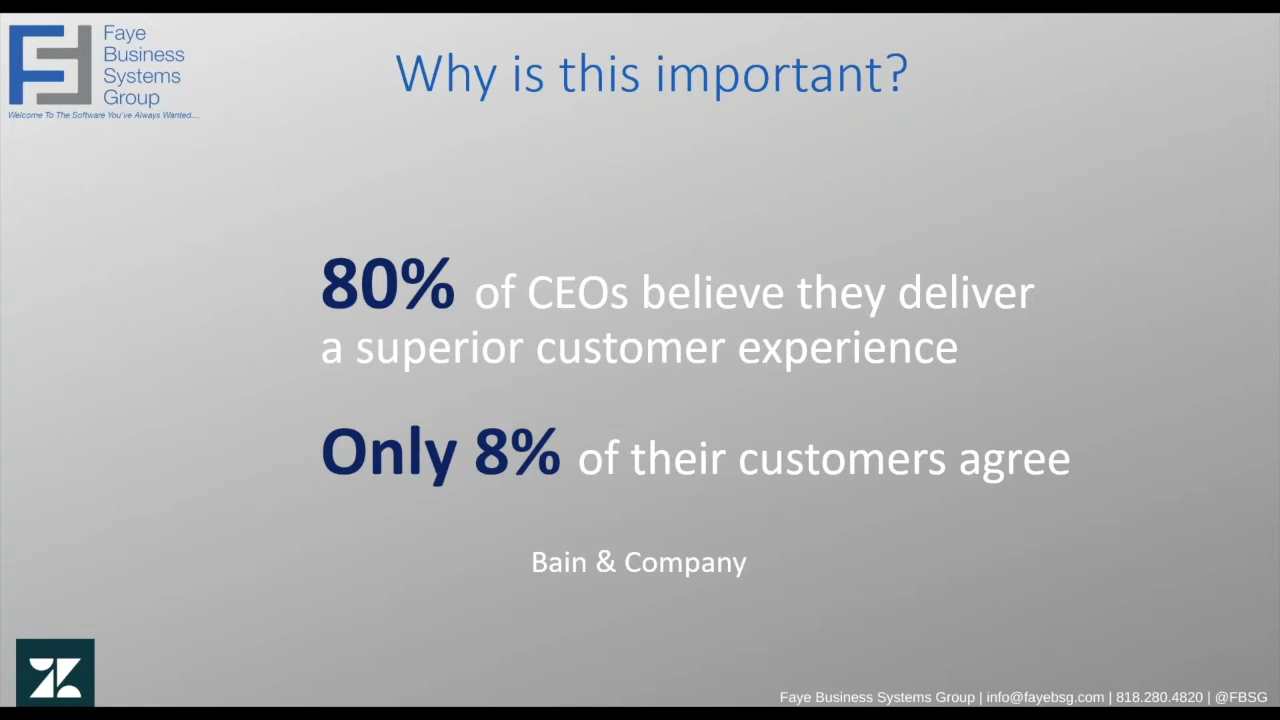 Faye
Business
Systems
Group
Welcome To The Software You've Always Wanted....
Why is this important?
80% of CEOs believe they deliver
a superior customer experience
Only 8% of their customers agree
Bain & Company
Faye Business Systems Group | info@fayebsg.com | 818.280.4820 | @FBSG